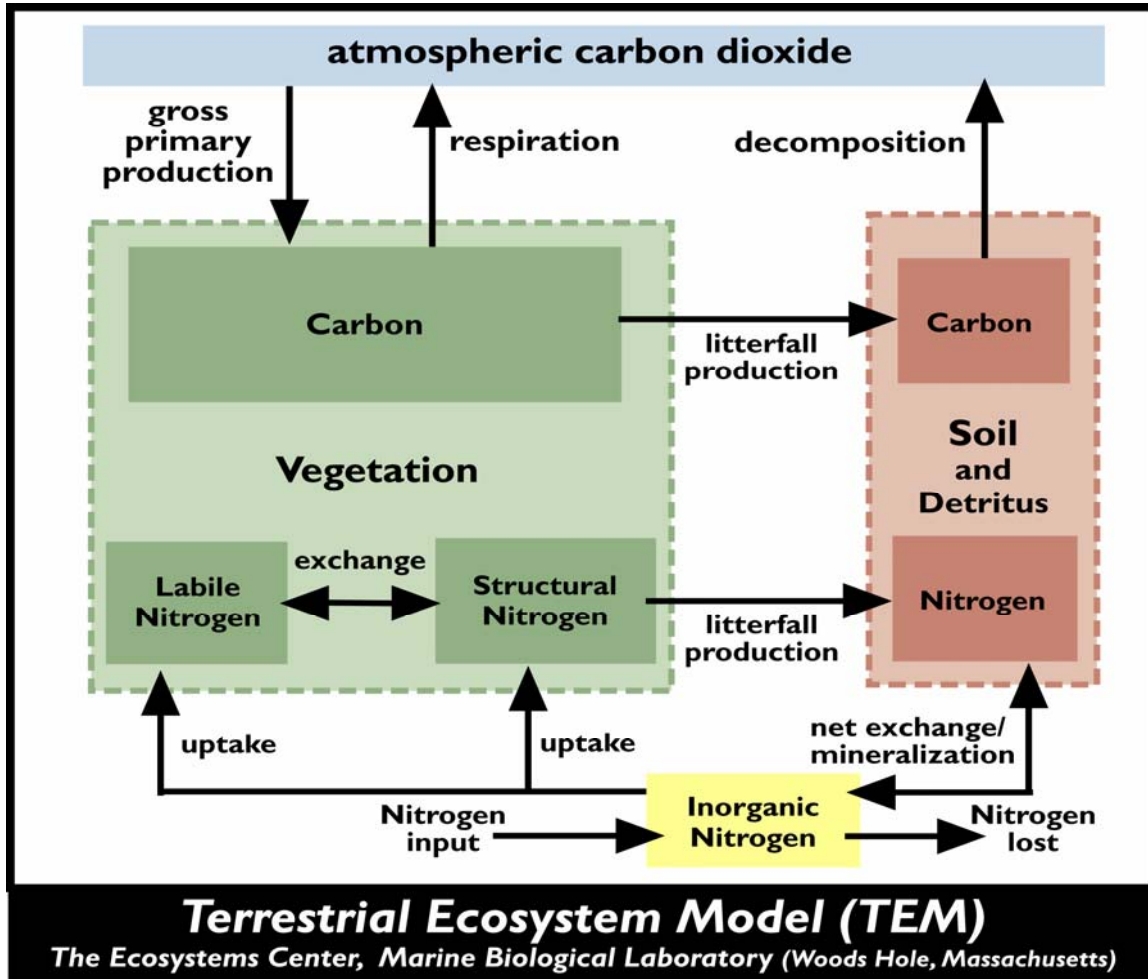 atmospheric carbon dioxide
gross
primary
production
respiration
decomposition
Carbon
litterfall
production
Carbon
Vegetation
Soil
and
Detritus
Labile
Nitrogen
exchange
Structural
Nitrogen
litterfall
production
Nitrogen
uptake
uptake
net exchange/
mineralization
Nitrogen
input
Inorganic
Nitrogen
Nitrogen
lost
Terrestrial Ecosystem Model (TEM)
The Ecosystems Center, Marine Biological Laboratory (Woods Hole, Massachusetts)